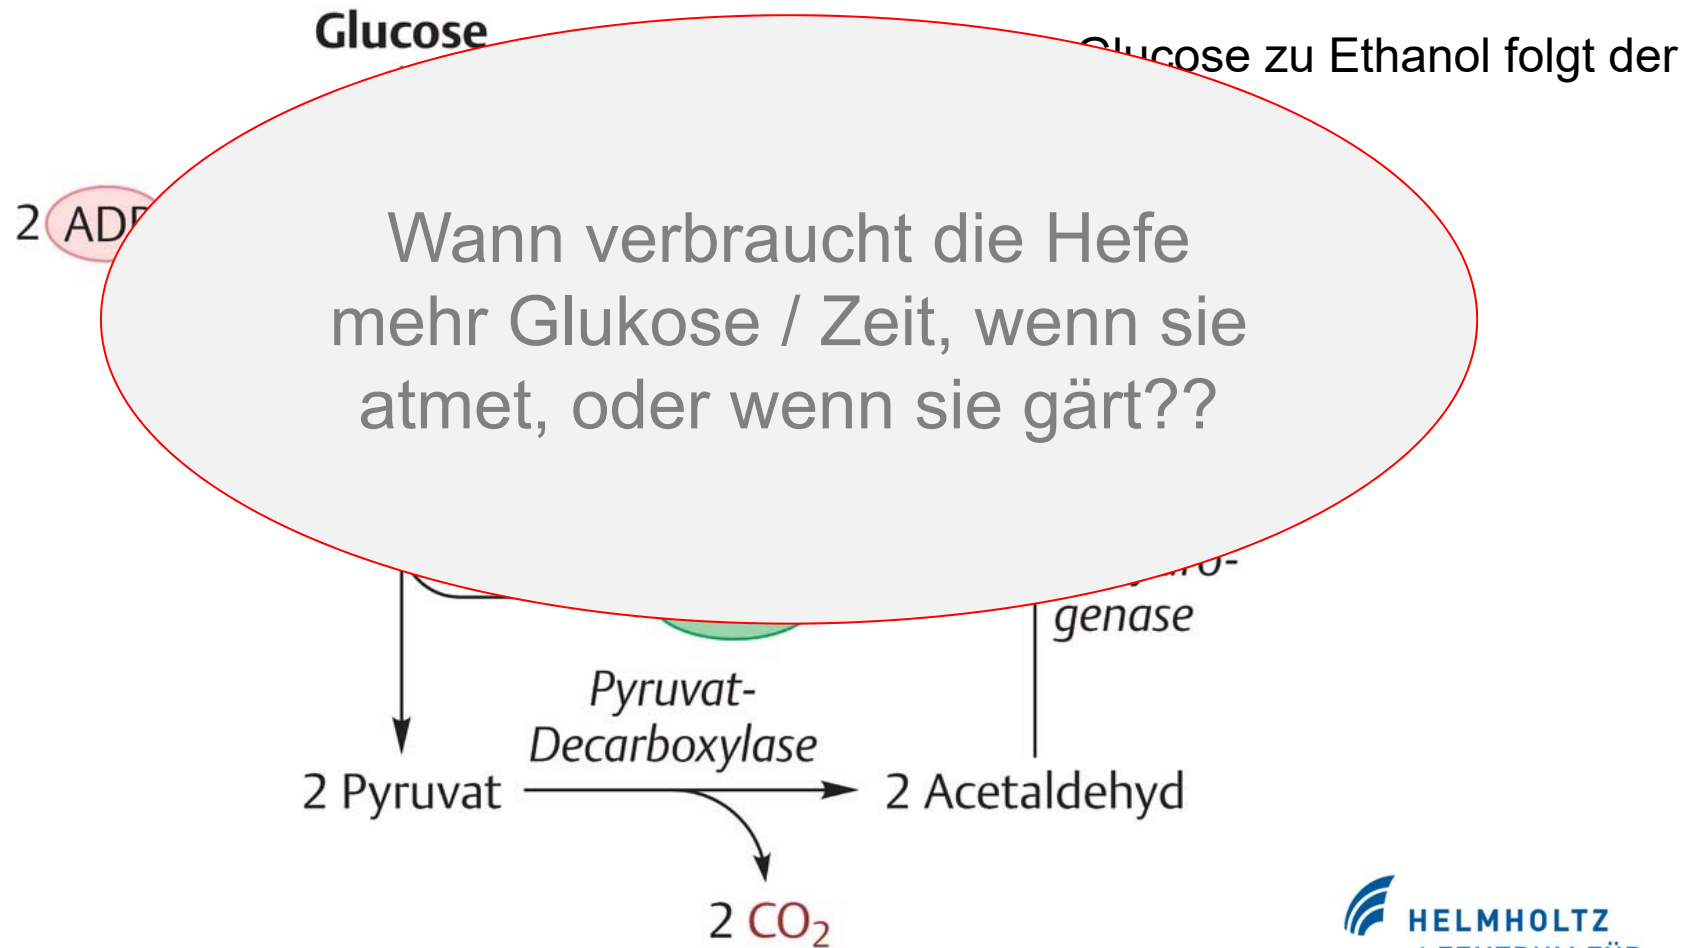 Glucose
Glucose zu Ethanol folgt der
2 ADP
Wann verbraucht die Hefe
mehr Glukose / Zeit, wenn sie
atmet, oder wenn sie gärt??
genase
Pyruvat-
Decarboxylase
2 Pyruvat
2 Acetaldehyd
2 CO₂
HELMHOLTZ